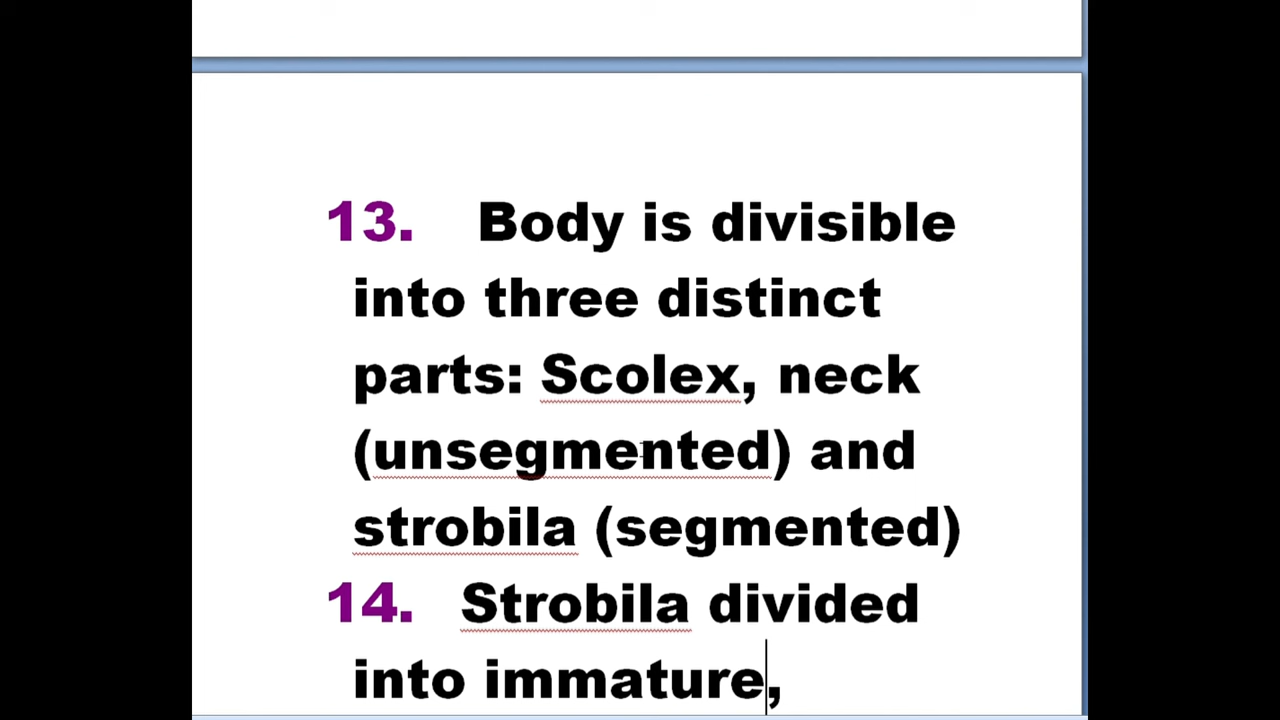 13. Body is divisible
into three distinct
parts: Scolex, neck
(unsegmented) and
strobila (segmented)
14. Strobila divided
into immature,